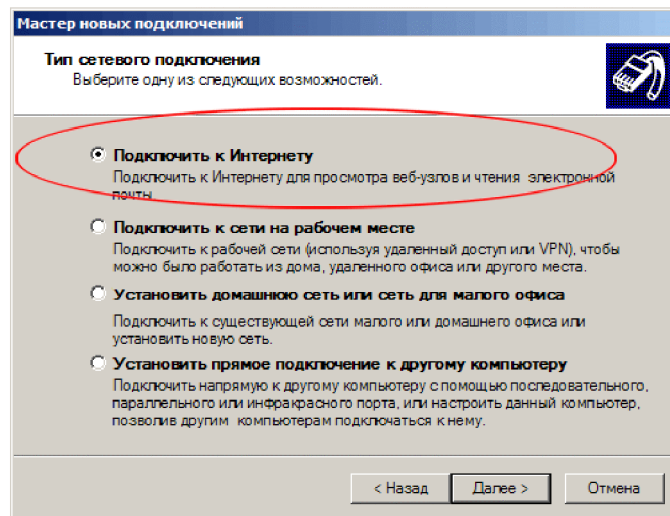 Мастер новых подключений
Тип сетевого подключения
Выберите одну из следующих возможностей.
Подключить к Интернету
Подключить к Интернету для просмотра веб-узлов и чтения электронной
почты.
Подключить к сети на рабочем месте
Подключить к рабочей сети (используя удаленный доступ или VPN), чтобы
можно было работать из дома, удаленного офиса или другого места.
Установить домашнюю сеть или сеть для малого офиса
Подключить к существующей сети малого или домашнего офиса или
установить новую сеть.
Установить прямое подключение к другому компьютеру
Подключить напрямую к другому компьютеру с помощью последовательного,
параллельного или инфракрасного порта, или настроить данный компьютер,
позволив другим компьютерам подключаться к нему.
< Назад Далее > Отмена